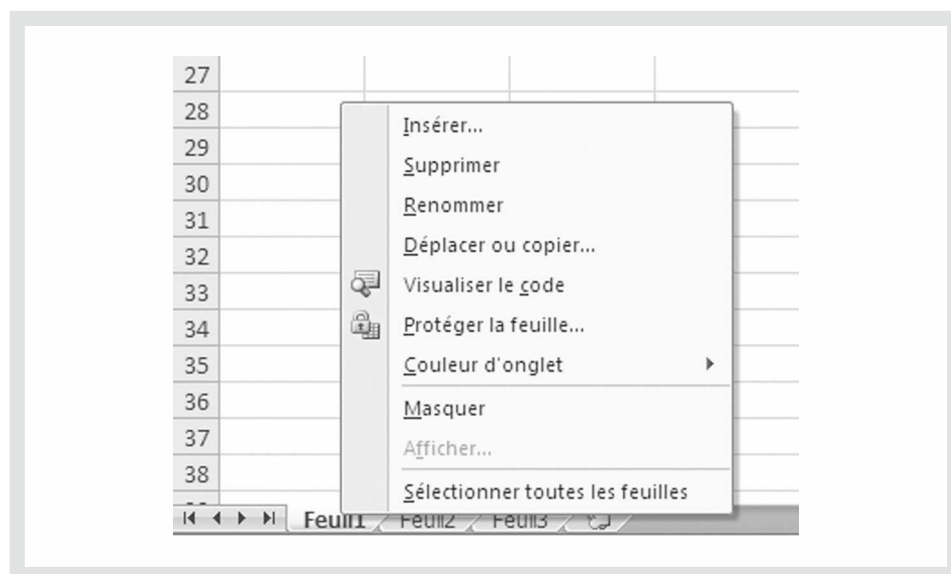 27
28
Insérer...
29
Supprimer
30
Renommer
31
Déplacer ou copier...
32
Visualiser le code
33
Protéger la feuille...
34
Couleur d'onglet
35
36
Masquer
37
Afficher...
38
Sélectionner toutes les feuilles
Feuil1 Feuil2 Feuil3